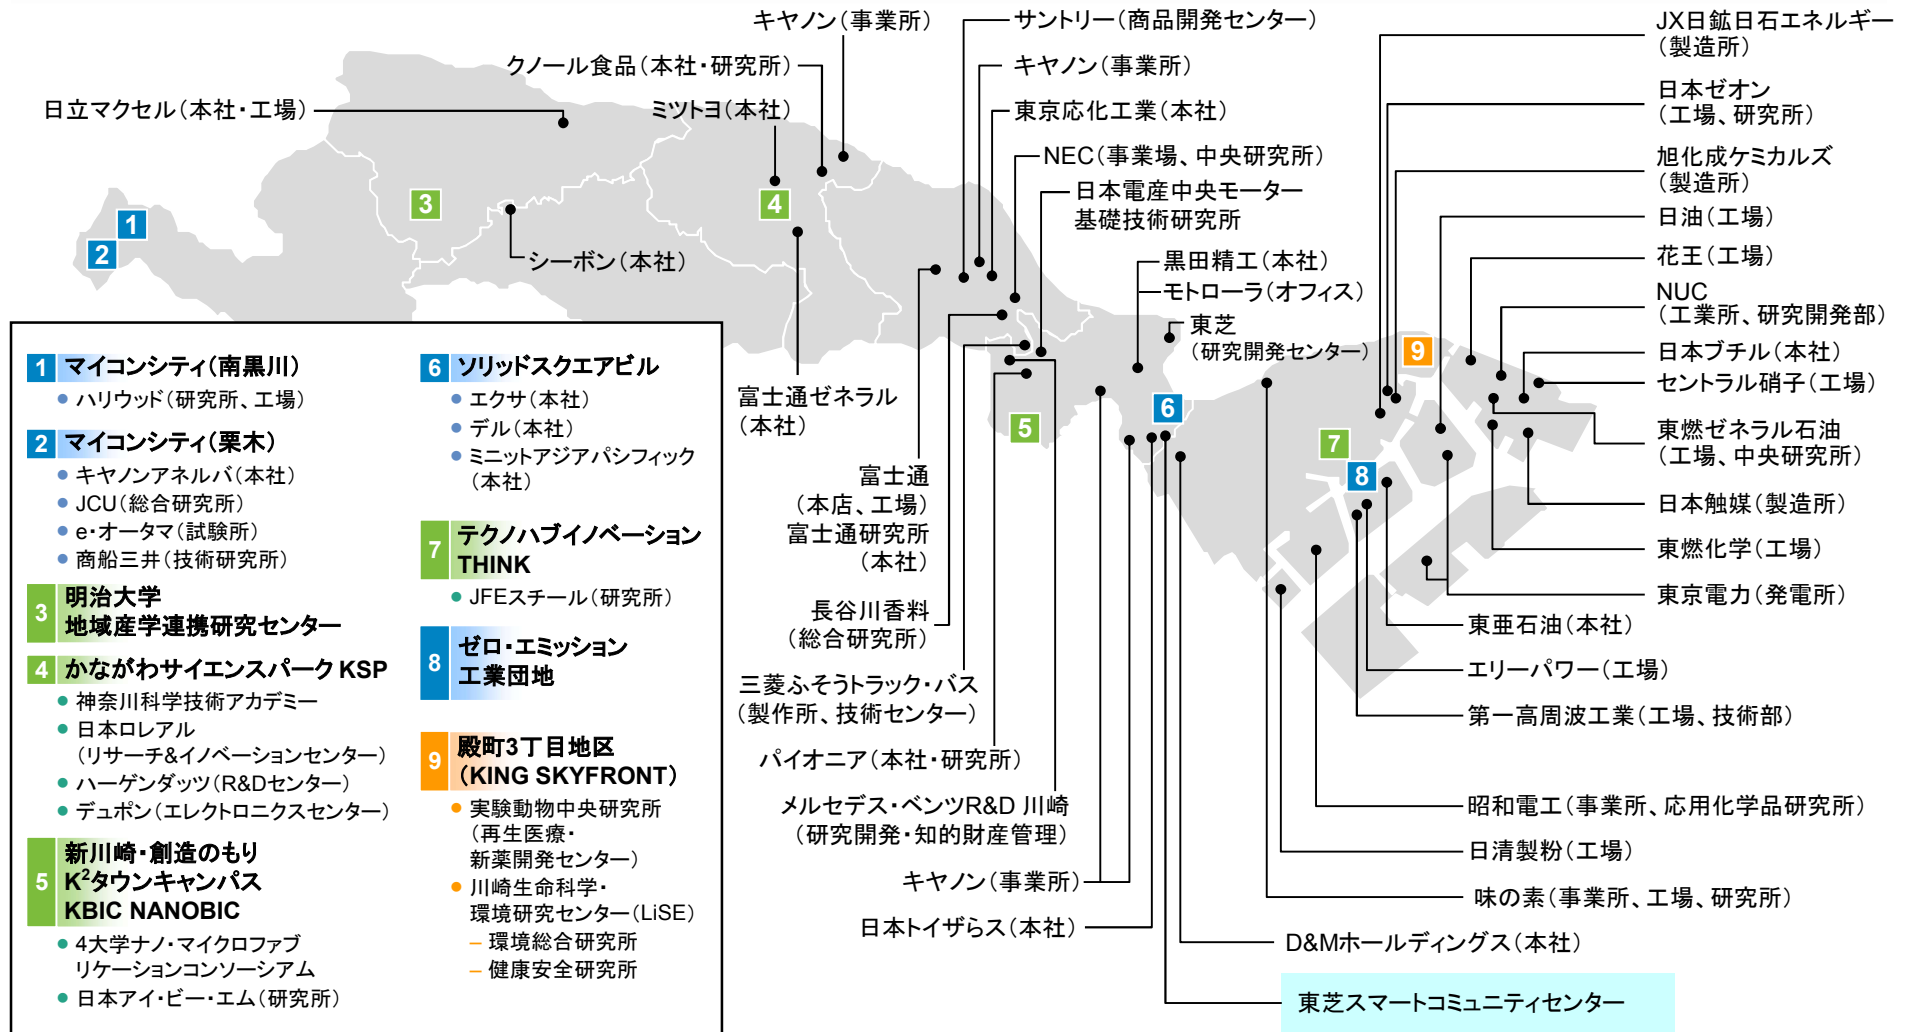 キヤノン（事業所）
サントリー（商品開発センター）
JX日鉱日石エネルギー
（製造所）
クノール食品（本社・研究所）
キヤノン（事業所）
日立マクセル（本社・工場）
ミツトヨ（本社）
東京応化工業（本社）
日本ゼオン
（工場、研究所）
NEC（事業場、中央研究所）
旭化成ケミカルズ
（製造所）
日本電産中央モーター
基礎技術研究所
日油（工場）
シーボン（本社）
黒田精工（本社）
花王（工場）
モトローラ（オフィス）
NUC
（工業所、研究開発部）
東芝
（研究開発センター）
日本ブチル（本社）
セントラル硝子（工場）
東燃ゼネラル石油
（工場、中央研究所）
日本触媒（製造所）
東燃化学（工場）
東京電力（発電所）
東亜石油（本社）
エリーパワー（工場）
第一高周波工業（工場、技術部）
昭和電工（事業所、応用化学品研究所）
日清製粉（工場）
味の素（事業所、工場、研究所）
D&Mホールディングス（本社）
東芝スマートコミュニティセンター
富士通ゼネラル
（本社）
富士通
（本店、工場）
富士通研究所
（本社）
長谷川香料
（総合研究所）
三菱ふそうトラック・バス
（製作所、技術センター）
パイオニア（本社・研究所）
メルセデス・ベンツR&D 川崎
（研究開発・知的財産管理）
キヤノン（事業所）
日本トイザらス（本社）
1
2
3
4
5
6
7
8
9
1 マイコンシティ（南黒川）
● ハリウッド（研究所、工場）
2 マイコンシティ（栗木）
● キヤノンアネルバ（本社）
● JCU（総合研究所）
● e・オータマ（試験所）
● 商船三井（技術研究所）
3 明治大学
地域産学連携研究センター
4 かながわサイエンスパーク KSP
● 神奈川科学技術アカデミー
● 日本ロレアル
（リサーチ&イノベーションセンター）
● ハーゲンダッツ（R&Dセンター）
● デュポン（エレクトロニクスセンター）
5 新川崎・創造のもり
K²タウンキャンパス
KBIC NANOBIC
● 4大学ナノ・マイクロファブ
リケーションコンソーシアム
● 日本アイ・ビー・エム（研究所）
6 ソリッドスクエアビル
● エクサ（本社）
● デル（本社）
● ミニットアジアパシフィック
（本社）
7 テクノハブイノベーション
THINK
● JFEスチール（研究所）
8 ゼロ・エミッション
工業団地
9 殿町3丁目地区
（KING SKYFRONT）
● 実験動物中央研究所
（再生医療・
新薬開発センター）
● 川崎生命科学・
環境研究センター（LiSE）
– 環境総合研究所
– 健康安全研究所